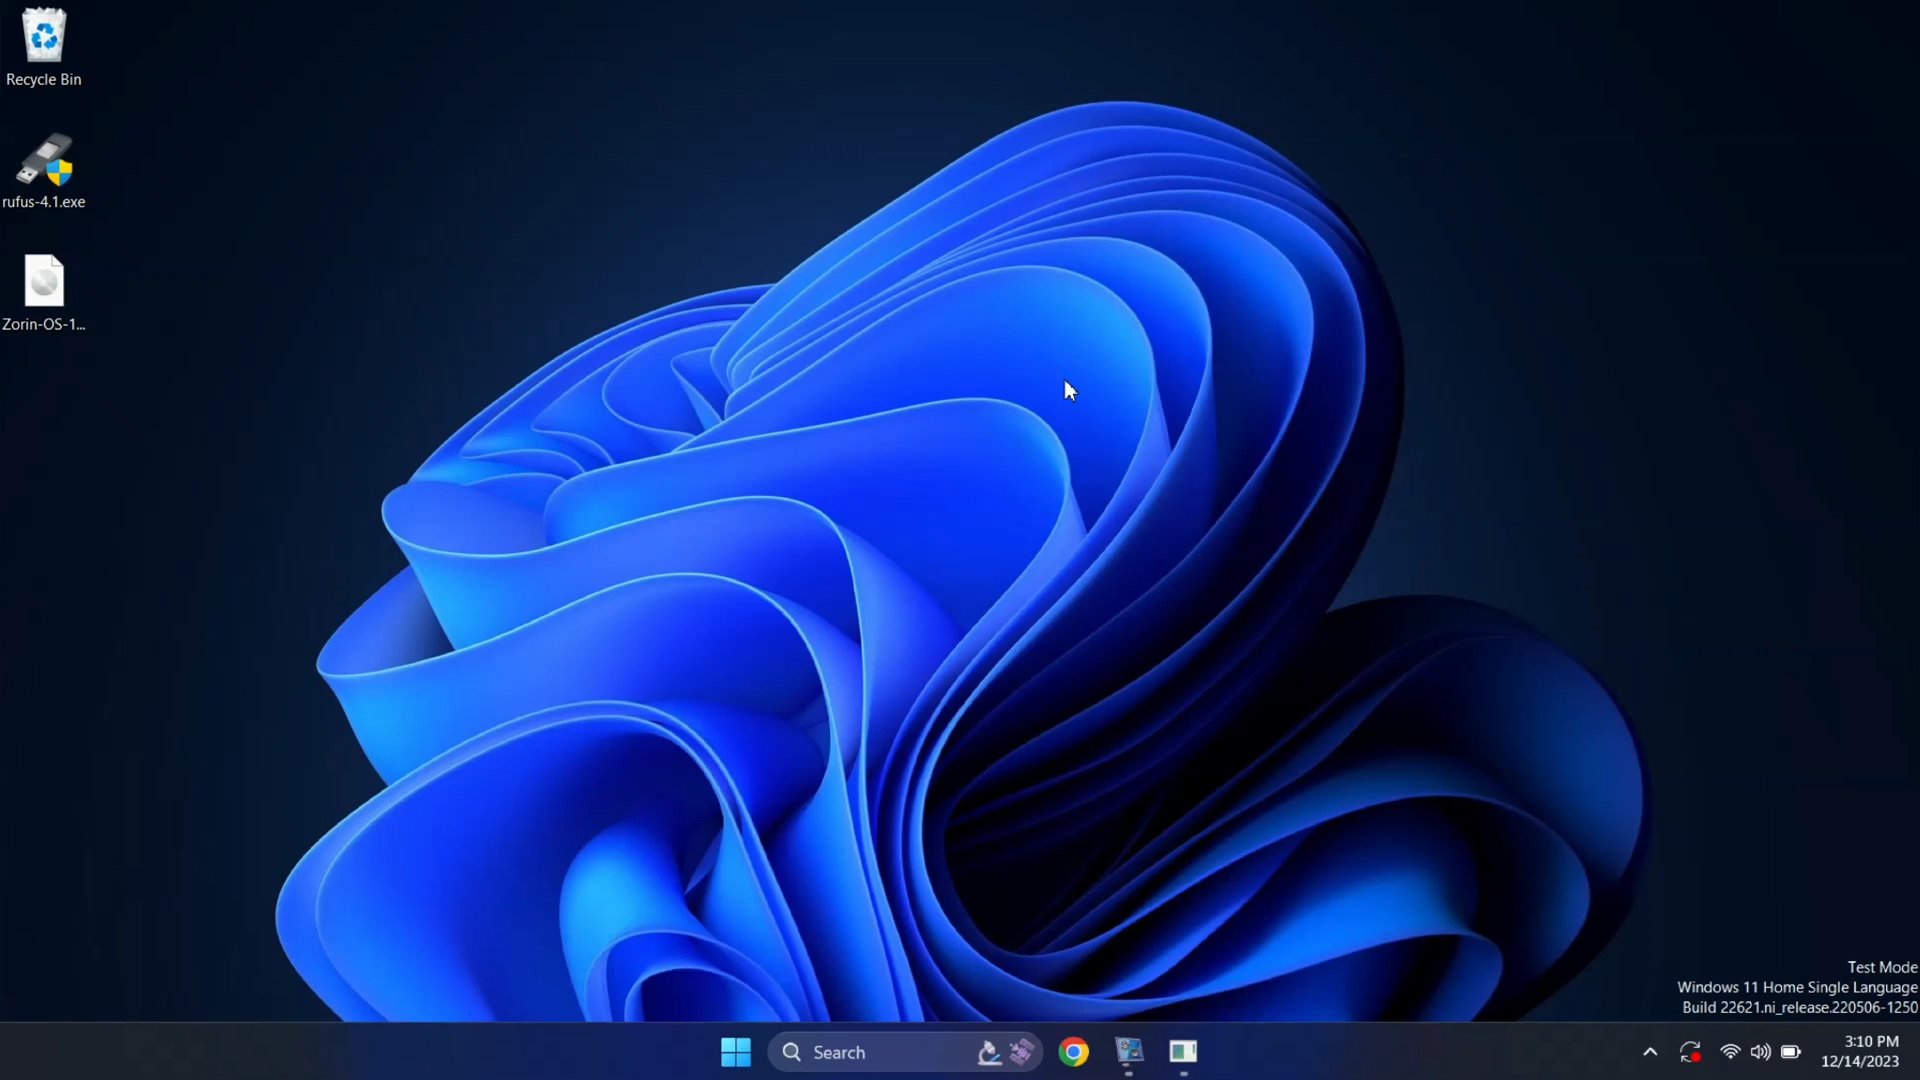 Recycle Bin
rufus-4.1.exe
Zorin-OS-1...
Test Mode
Windows 11 Home Single Language
Build 22621.ni_release.220506-1250
Search
3:10 PM
12/14/2023